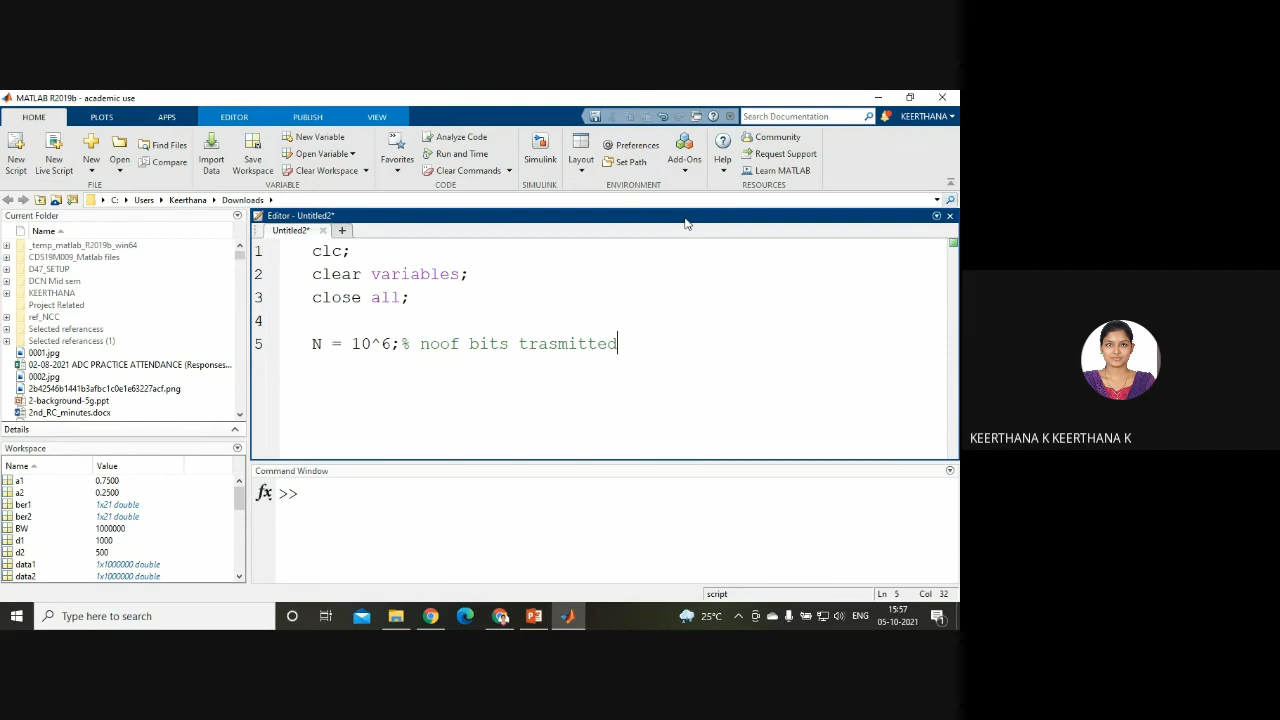 MATLAB R2019b - academic use
HOME PLOTS APPS EDITOR PUBLISH VIEW Search Documentation KEERTHANA
New Script New Live Script New Open Find Files Compare Import Data Save Workspace New Variable Open Variable Clear Workspace Favorites Analyze Code Run and Time Clear Commands Simulink Layout Preferences Set Path Add-Ons Help Community Request Support Learn MATLAB
FILE VARIABLE CODE SIMULINK ENVIRONMENT RESOURCES
C: Users Keerthana Downloads
Current Folder
Name
_temp_matlab_R2019b_win64
CDS19M009_Matlab files
D47_SETUP
DCN Mid sem
KEERTHANA
Project Related
ref_NCC
Selected referancess
Selected referancess (1)
0001.jpg
02-08-2021 ADC PRACTICE ATTENDANCE (Responses...
0002.jpg
2b42546b1441b3afbc1c0e1e63227acf.png
2-background-5g.ppt
2nd_RC_minutes.docx
Details
Workspace
Name Value
a1 0.7500
a2 0.2500
ber1 1x21 double
ber2 1x21 double
BW 1000000
d1 1000
d2 500
data1 1x1000000 double
data2 1x1000000 double
Editor - Untitled2*
Untitled2*
1 clc;
2 clear variables;
3 close all;
4
5 N = 10^6;% noof bits trasmitted
Command Window
fx >>
script Ln 5 Col 32
Type here to search
25°C ENG 15:57 05-10-2021 1
KEERTHANA K KEERTHANA K